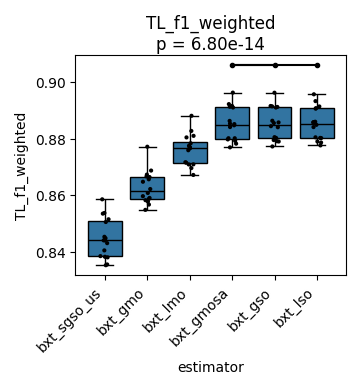 TL_f1_weighted
p = 6.80e-14
TL_f1_weighted
0.90
0.88
0.86
0.84
bxt_sgso_us
bxt_gmo
bxt_lmo
bxt_gmosa
bxt_gso
bxt_lso
estimator